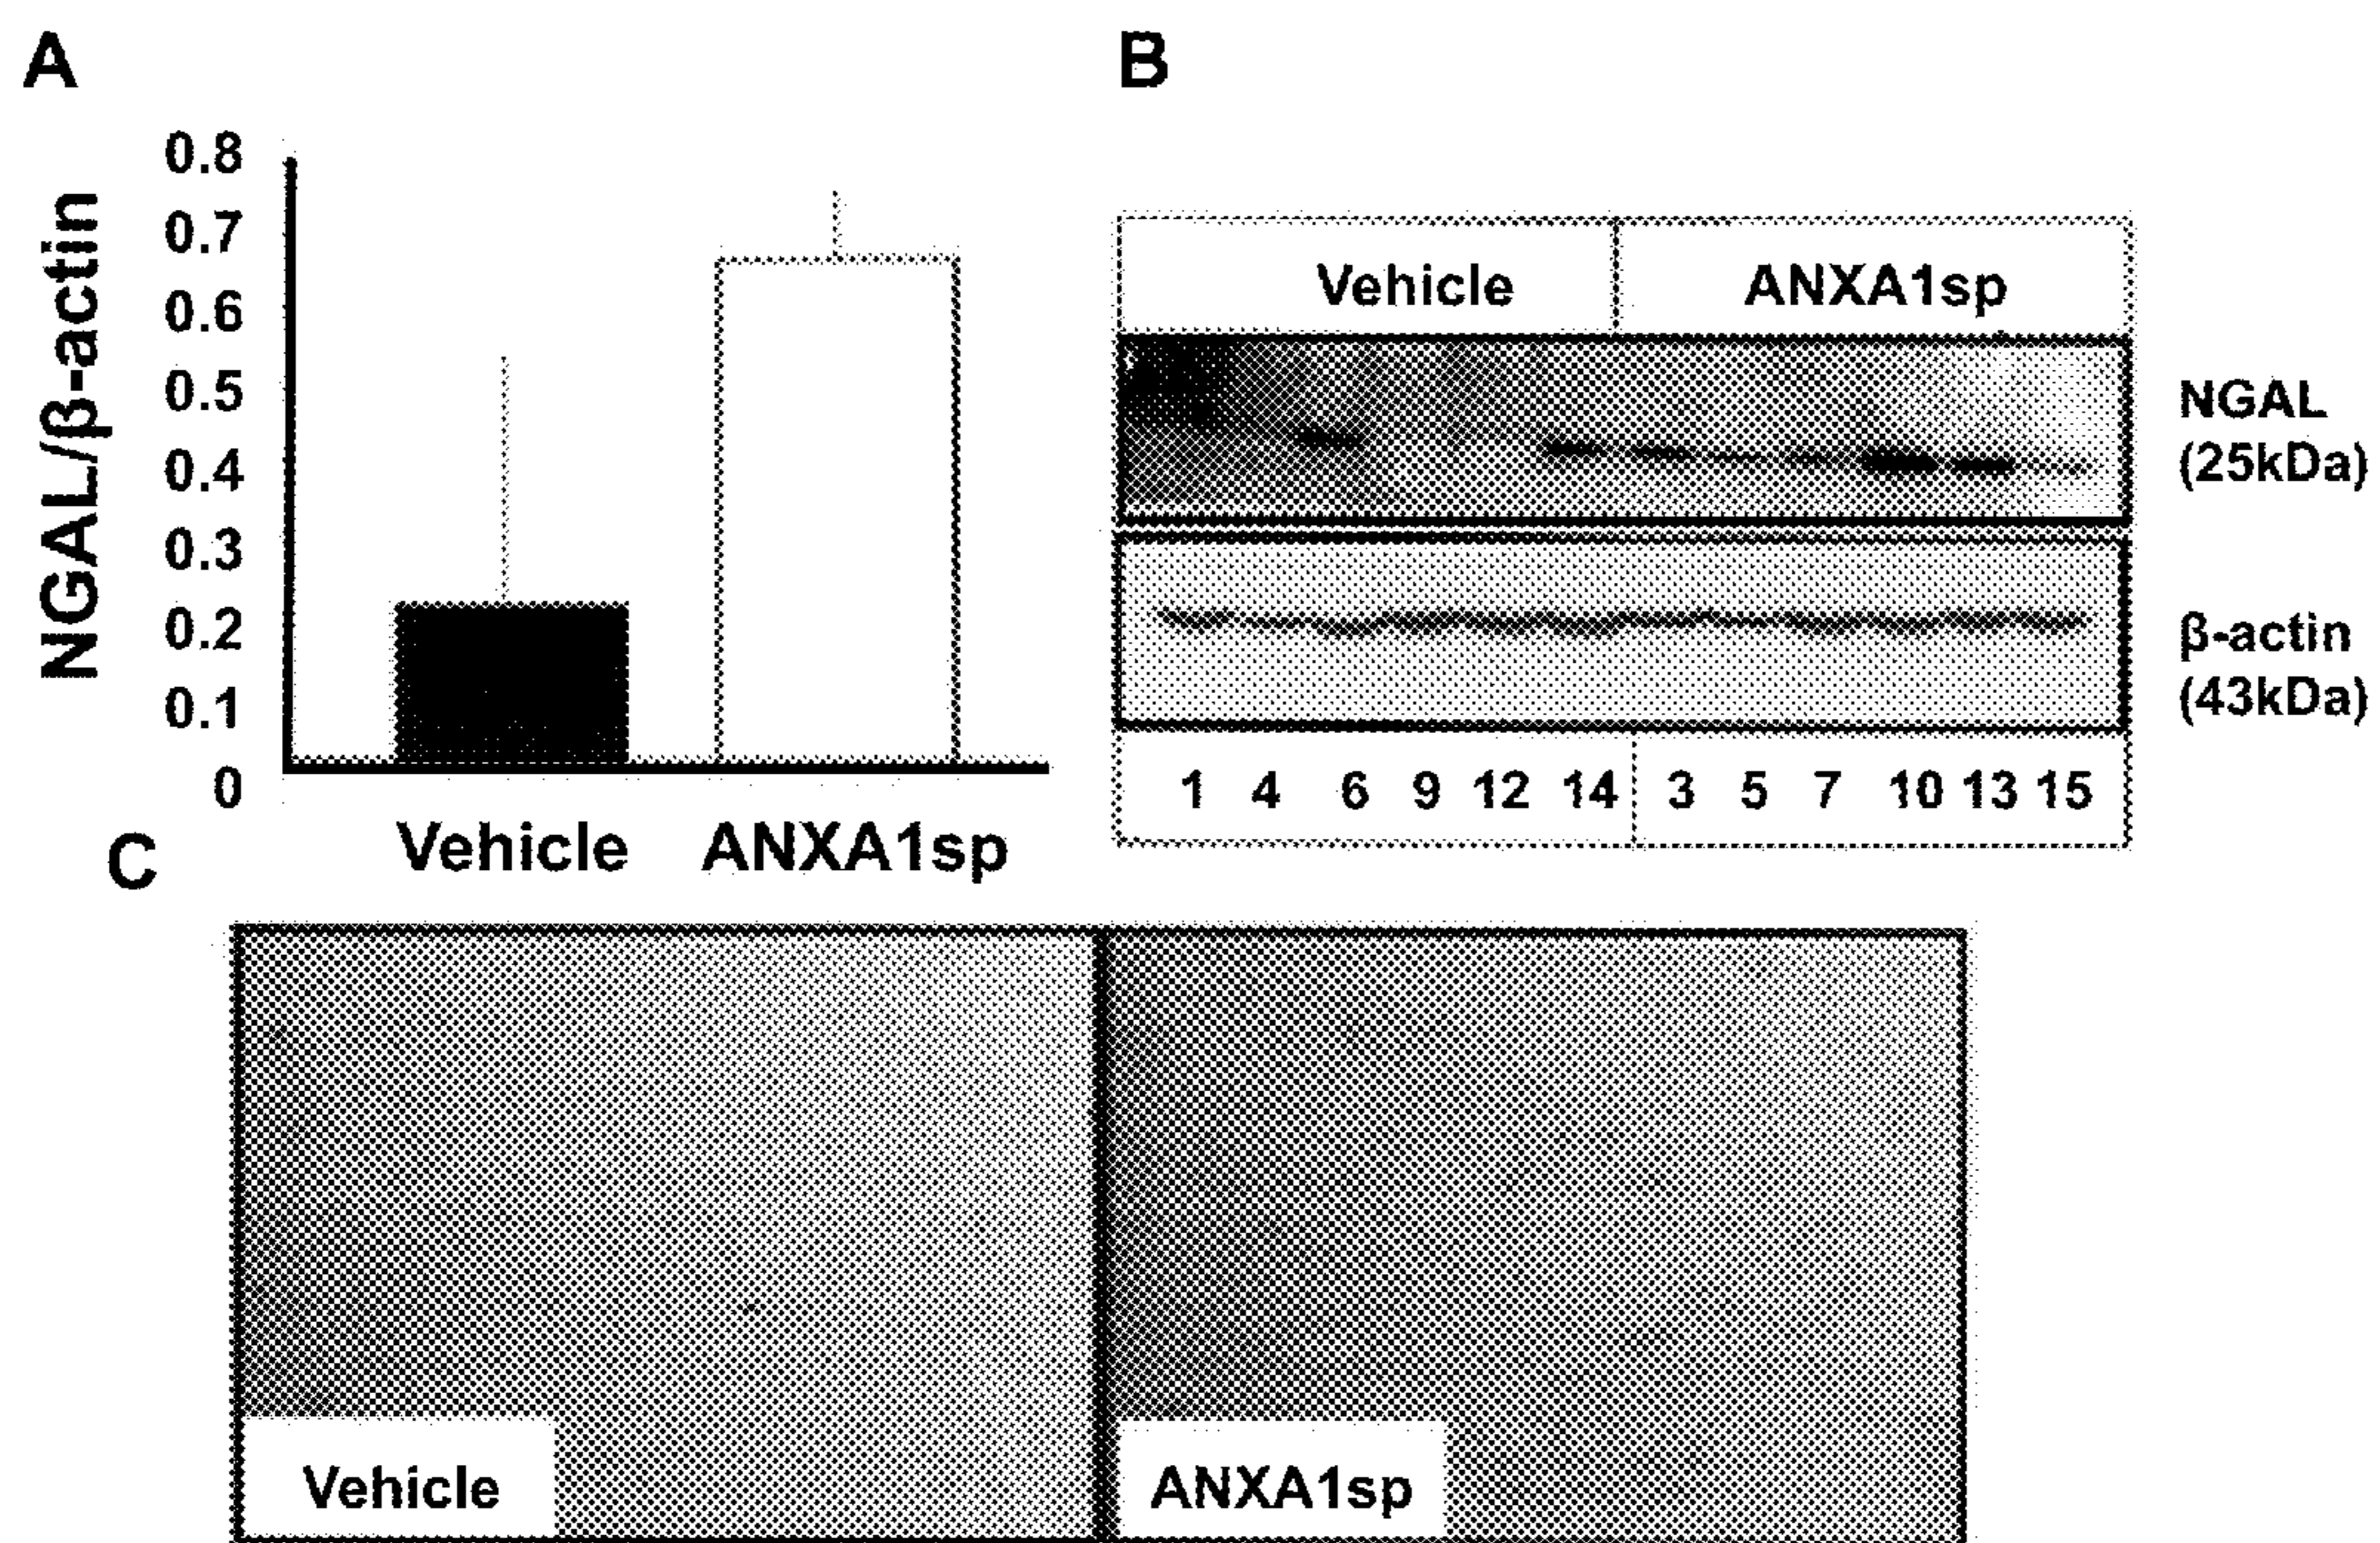 A
NGAL/β-actin
0.8
0.7
0.6
0.5
0.4
0.3
0.2
0.1
0
Vehicle ANXA1sp
B
Vehicle ANXA1sp
NGAL
(25kDa)
β-actin
(43kDa)
1 4 6 9 12 14 3 5 7 10 13 15
C
Vehicle ANXA1sp